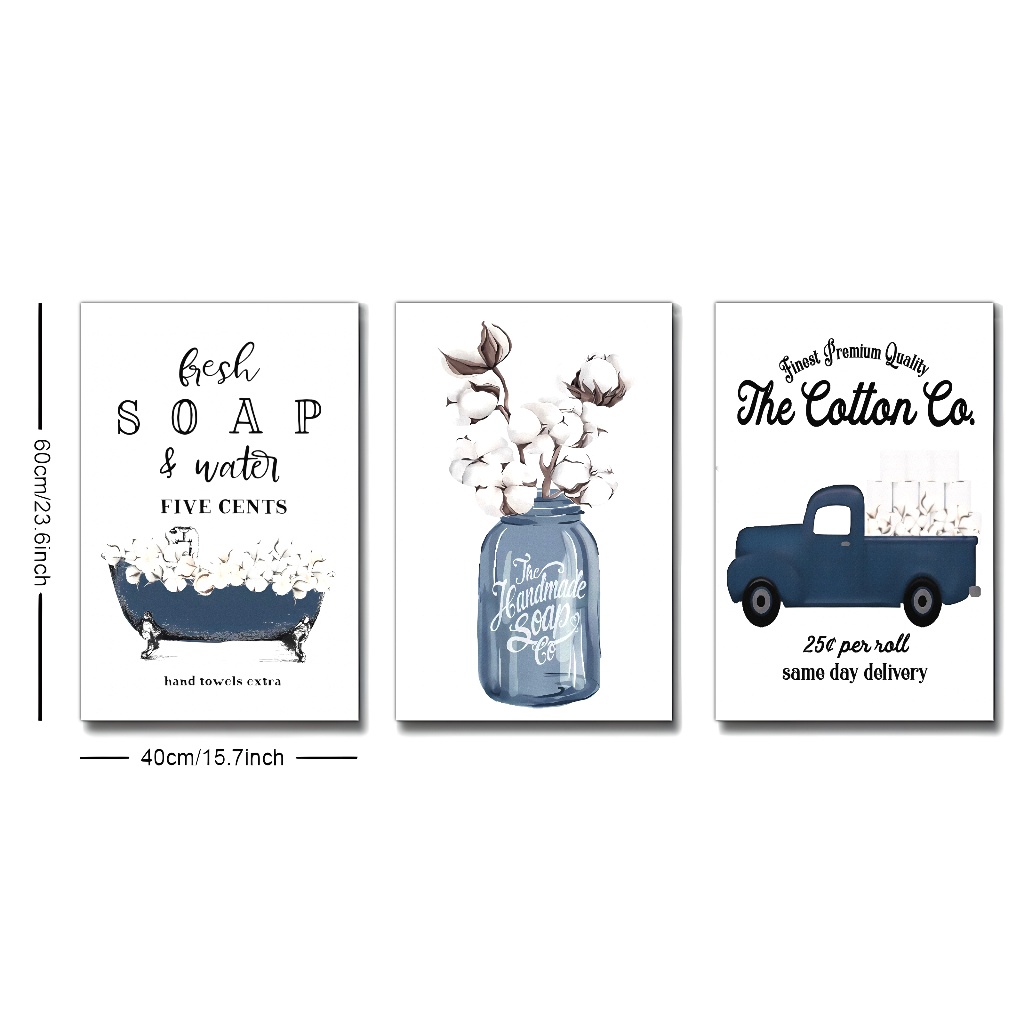 60cm/23.6inch
fresh
SOAP
& water
FIVE CENTS
hand towels extra
40cm/15.7inch
The
Handmade
Soap
Co
Finest Premium Quality
The Cotton Co.
25¢ per roll
same day delivery